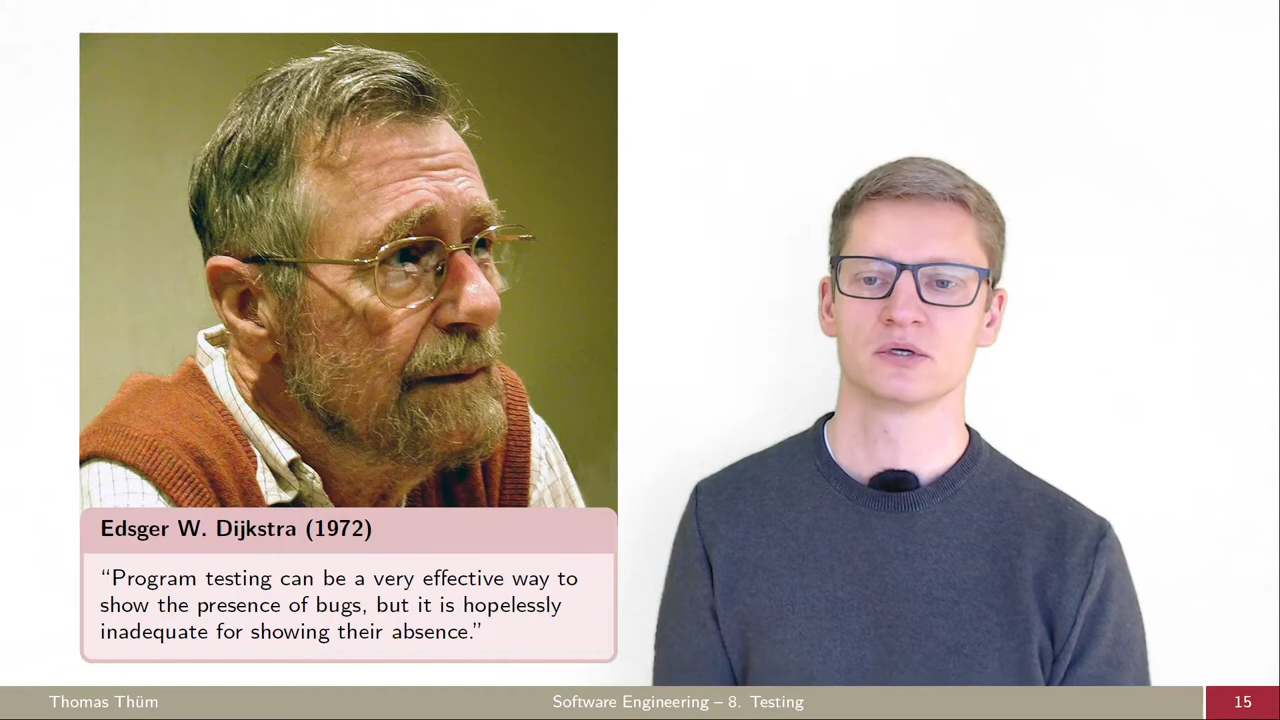 Edsger W. Dijkstra (1972)
“Program testing can be a very effective way to
show the presence of bugs, but it is hopelessly
inadequate for showing their absence.”
Thomas Thüm
Software Engineering – 8. Testing
15